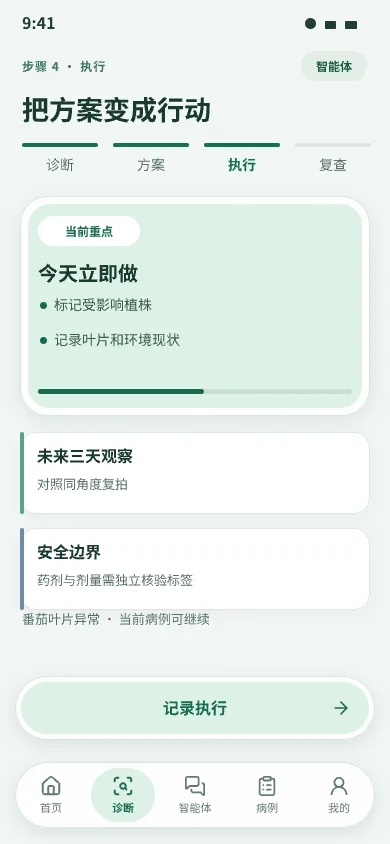 9:41
步骤 4 · 执行
智能体
把方案变成行动
诊断
方案
执行
复查
当前重点
今天立即做
标记受影响植株
记录叶片和环境现状
未来三天观察
对照同角度复拍
安全边界
药剂与剂量需独立核验标签
番茄叶片异常 · 当前病例可继续
记录执行
首页
诊断
智能体
病例
我的